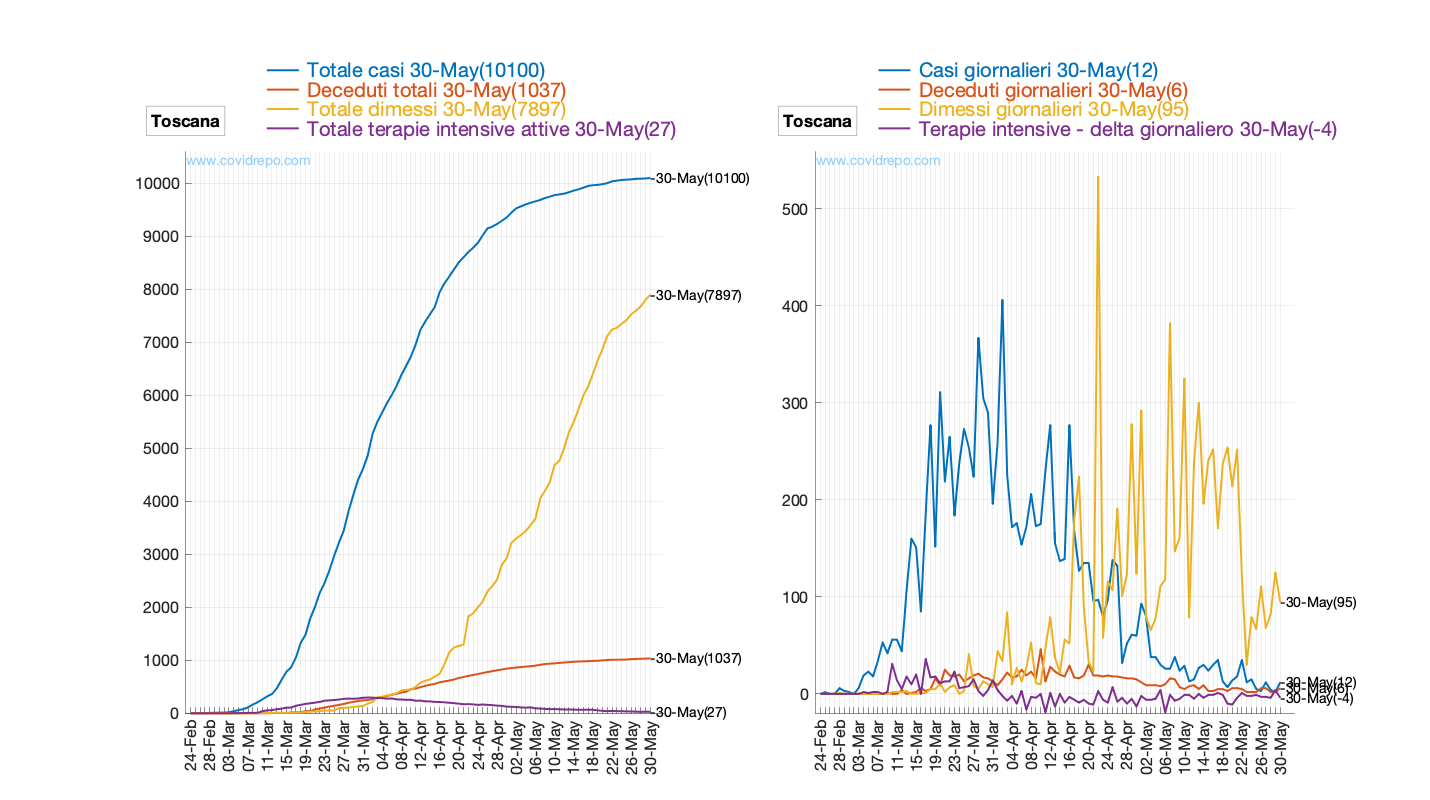 Totale casi 30-May(10100)
Deceduti totali 30-May(1037)
Totale dimessi 30-May(7897)
Totale terapie intensive attive 30-May(27)
Toscana
www.covidrepo.com
10000
9000
8000
7000
6000
5000
4000
3000
2000
1000
0
30-May(10100)
30-May(7897)
30-May(1037)
30-May(27)
24-Feb
28-Feb
03-Mar
07-Mar
11-Mar
15-Mar
19-Mar
23-Mar
27-Mar
31-Mar
04-Apr
08-Apr
12-Apr
16-Apr
20-Apr
24-Apr
28-Apr
02-May
06-May
10-May
14-May
18-May
22-May
26-May
30-May
Casi giornalieri 30-May(12)
Deceduti giornalieri 30-May(6)
Dimessi giornalieri 30-May(95)
Terapie intensive - delta giornaliero 30-May(-4)
Toscana
www.covidrepo.com
500
400
300
200
100
0
30-May(95)
30-May(12)
30-May(6)
30-May(-4)
24-Feb
28-Feb
03-Mar
07-Mar
11-Mar
15-Mar
19-Mar
23-Mar
27-Mar
31-Mar
04-Apr
08-Apr
12-Apr
16-Apr
20-Apr
24-Apr
28-Apr
02-May
06-May
10-May
14-May
18-May
22-May
26-May
30-May